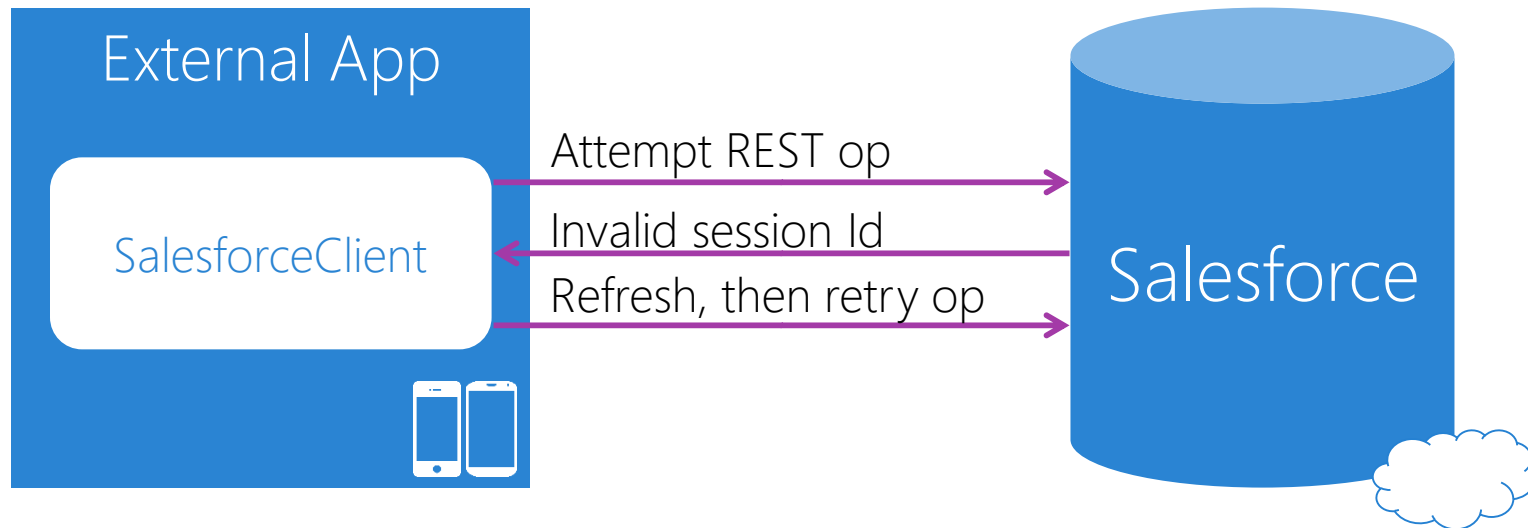 External App
SalesforceClient
Attempt REST op
Invalid session Id
Refresh, then retry op
Salesforce